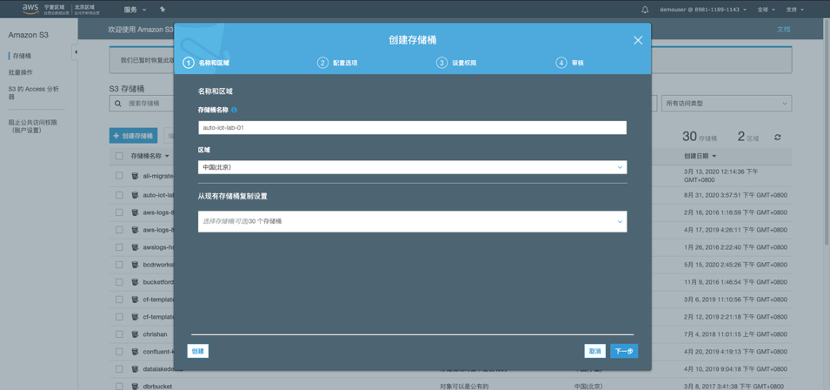 aws
宁夏区域
北京区域
服务
demouser @ 8981-1189-1143
全球
支持
Amazon S3
欢迎使用 Amazon S3
文档
存储桶
批量操作
S3 的 Access 分析
器
阻止公共访问权限
(账户设置)
我们已暂时恢复此版
创建存储桶
1 名称和区域
2 配置选项
3 设置权限
4 审核
名称和区域
存储桶名称
auto-iot-lab-01
区域
中国(北京)
从现有存储桶复制设置
选择存储桶(可选)30 个存储桶
创建
取消
下一步
S3 存储桶
搜索存储桶
所有访问类型
+ 创建存储桶
30 存储桶
2 区域
存储桶名称
创建日期
ali-migrate
3月 13, 2020 12:14:36 下午
GMT+0800
auto-iot-lab
8月 31, 2020 3:57:51 下午 GMT+0800
aws-logs-8
2月 16, 2016 1:16:59 下午 GMT+0800
aws-logs-8
4月 17, 2019 4:26:11 下午 GMT+0800
awslogs-ho
1月 26, 2016 2:22:40 下午 GMT+0800
bcdrworks
5月 15, 2020 2:45:26 下午 GMT+0800
bucketford
11月 9, 2016 1:46:54 下午 GMT+0800
cf-template
3月 6, 2019 11:10:56 下午 GMT+0800
cf-template
2月 12, 2019 2:21:18 下午 GMT+0800
chrishan
7月 4, 2018 11:01:15 上午 GMT+0800
confluent-k
4月 20, 2019 4:19:13 下午 GMT+0800
datalakede
4月 10, 2019 9:04:18 下午 GMT+0800
dbrbucket
对象可以是公有的
中国(北京)
3月 8, 2017 3:41:38 下午 GMT+0800